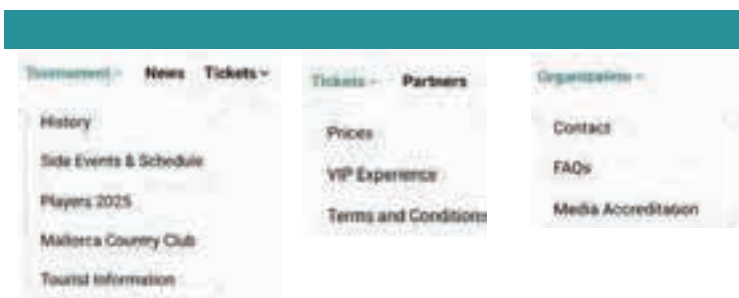 Tournament News Tickets
History
Side Events & Schedule
Players 2025
Mallorca Country Club
Tourist Information
Tickets Partners
Prices
VIP Experience
Terms and Conditions
Organization
Contact
FAQs
Media Accreditation